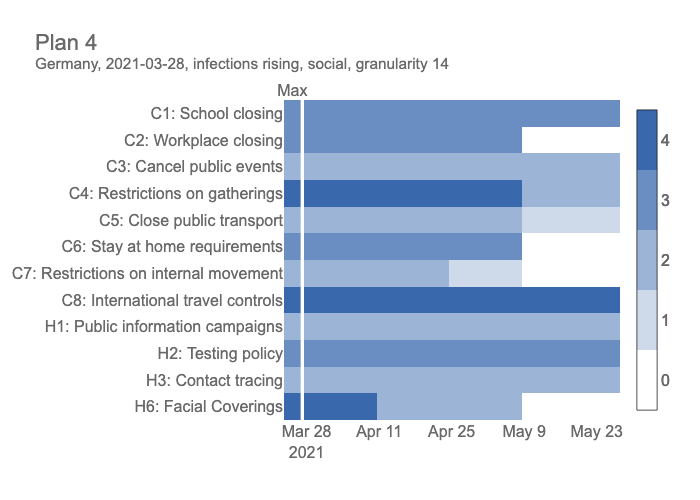 Plan 4
Germany, 2021-03-28, infections rising, social, granularity 14
Max
C1: School closing
C2: Workplace closing
C3: Cancel public events
C4: Restrictions on gatherings
C5: Close public transport
C6: Stay at home requirements
C7: Restrictions on internal movement
C8: International travel controls
H1: Public information campaigns
H2: Testing policy
H3: Contact tracing
H6: Facial Coverings
4
3
2
1
0
Mar 28 Apr 11 Apr 25 May 9 May 23
2021